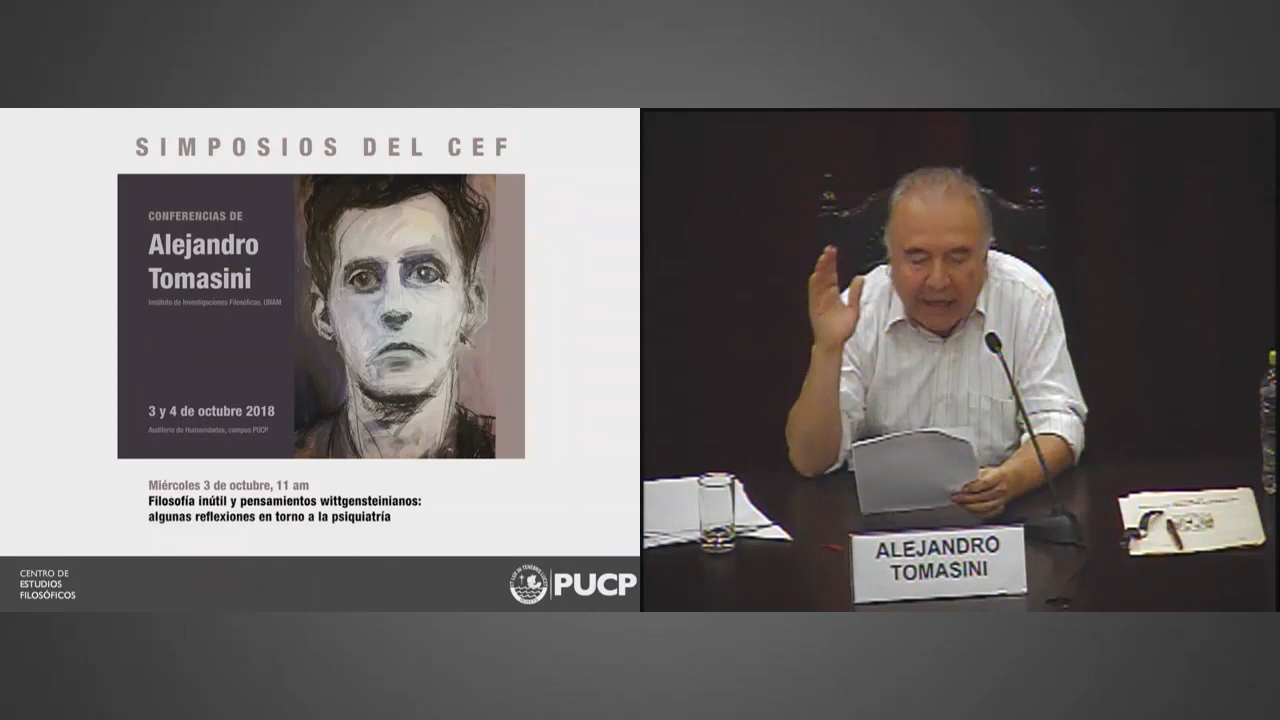 SIMPOSIOS DEL CEF
CONFERENCIAS DE
Alejandro
Tomasini
Instituto de Investigaciones Filosóficas, UNAM
3 y 4 de octubre 2018
Auditorio de Humanidades, campus PUCP
Miércoles 3 de octubre, 11 am
Filosofía inútil y pensamientos wittgensteinianos:
algunas reflexiones en torno a la psiquiatría
CENTRO DE
ESTUDIOS
FILOSÓFICOS
PUCP
ALEJANDRO
TOMASINI